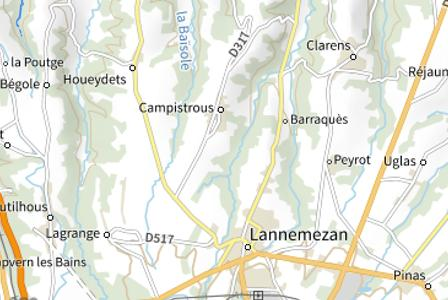 la Baïsole
D317
Clarens
la Poutge
Houeydets
Réjaum
Bégole
Campistrous
Barraquès
Peyrot
Uglas
utilhous
Lagrange
D517
Lannemezan
apvern les Bains
Pinas